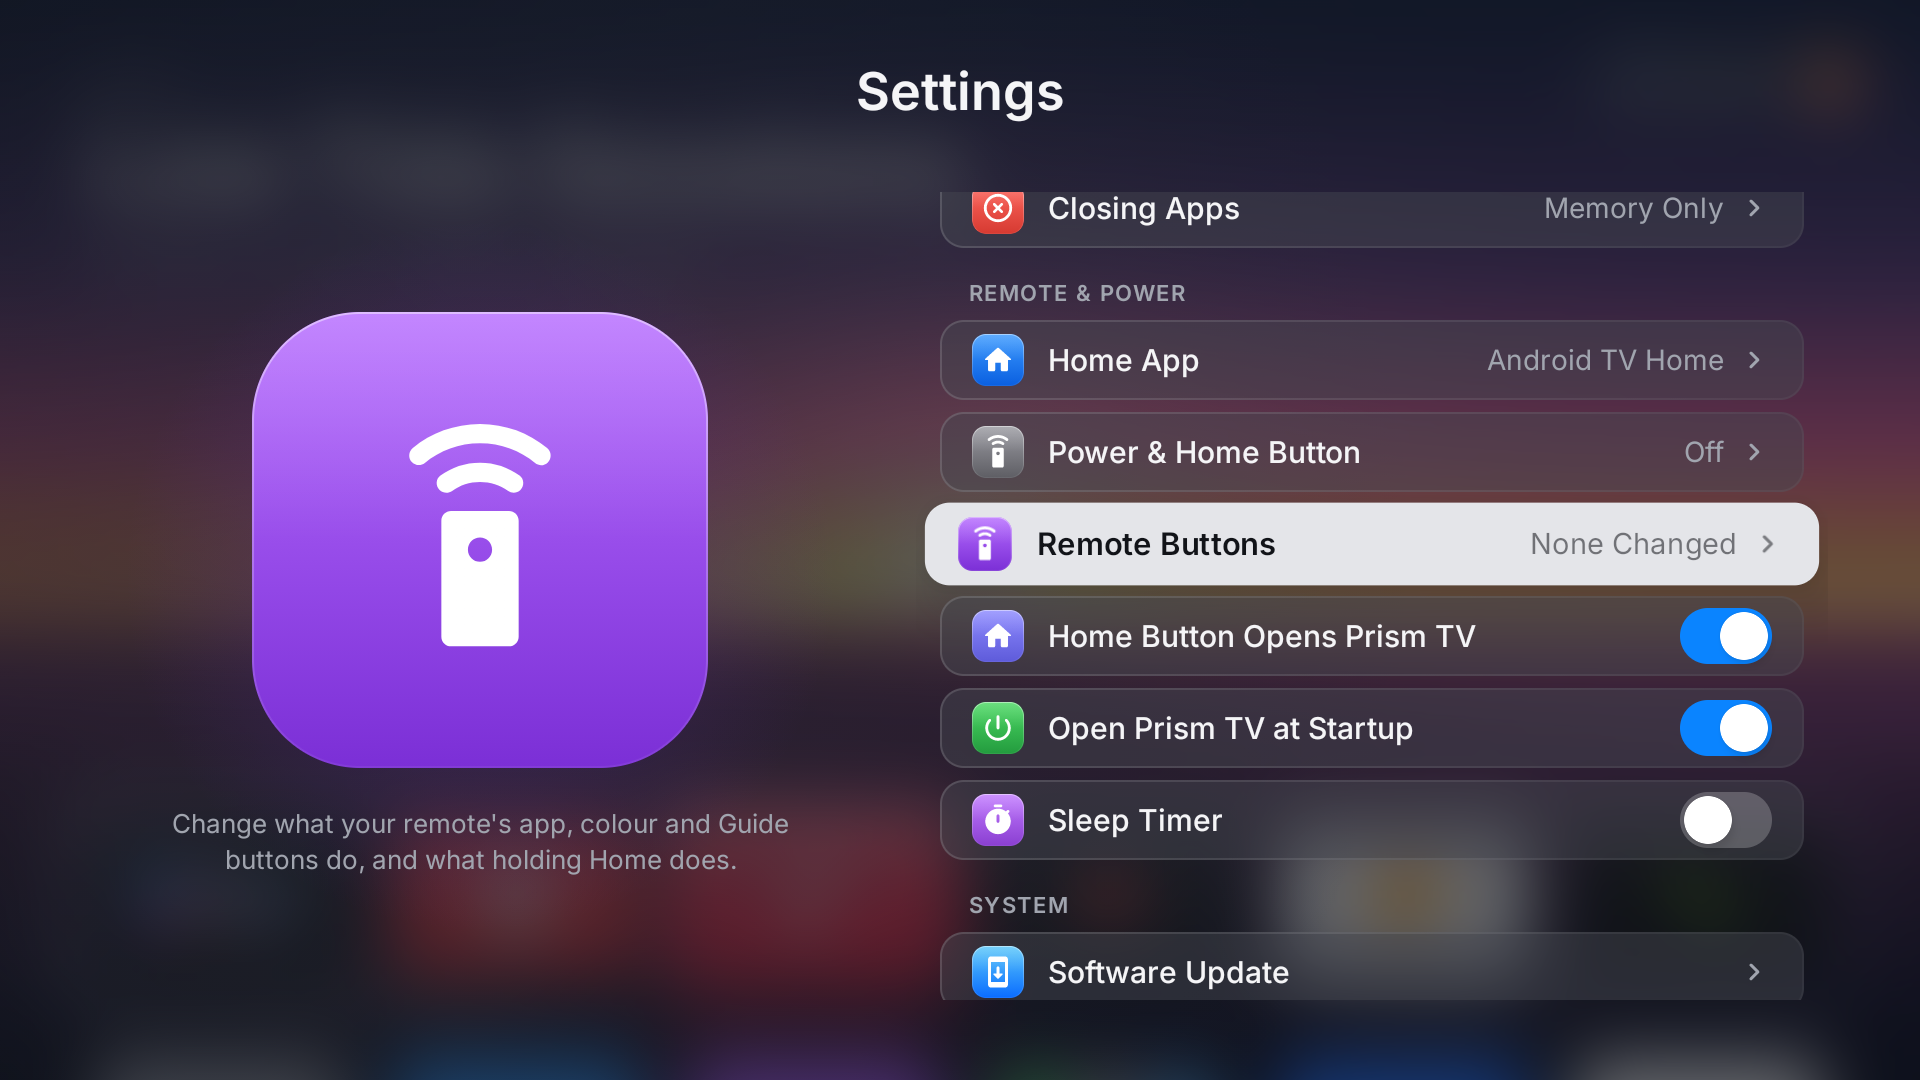 Settings
Closing Apps
Memory Only
REMOTE & POWER
Home App
Android TV Home
Power & Home Button
Off
Remote Buttons
None Changed
Home Button Opens Prism TV
Open Prism TV at Startup
Sleep Timer
SYSTEM
Software Update
Change what your remote's app, colour and Guide
buttons do, and what holding Home does.